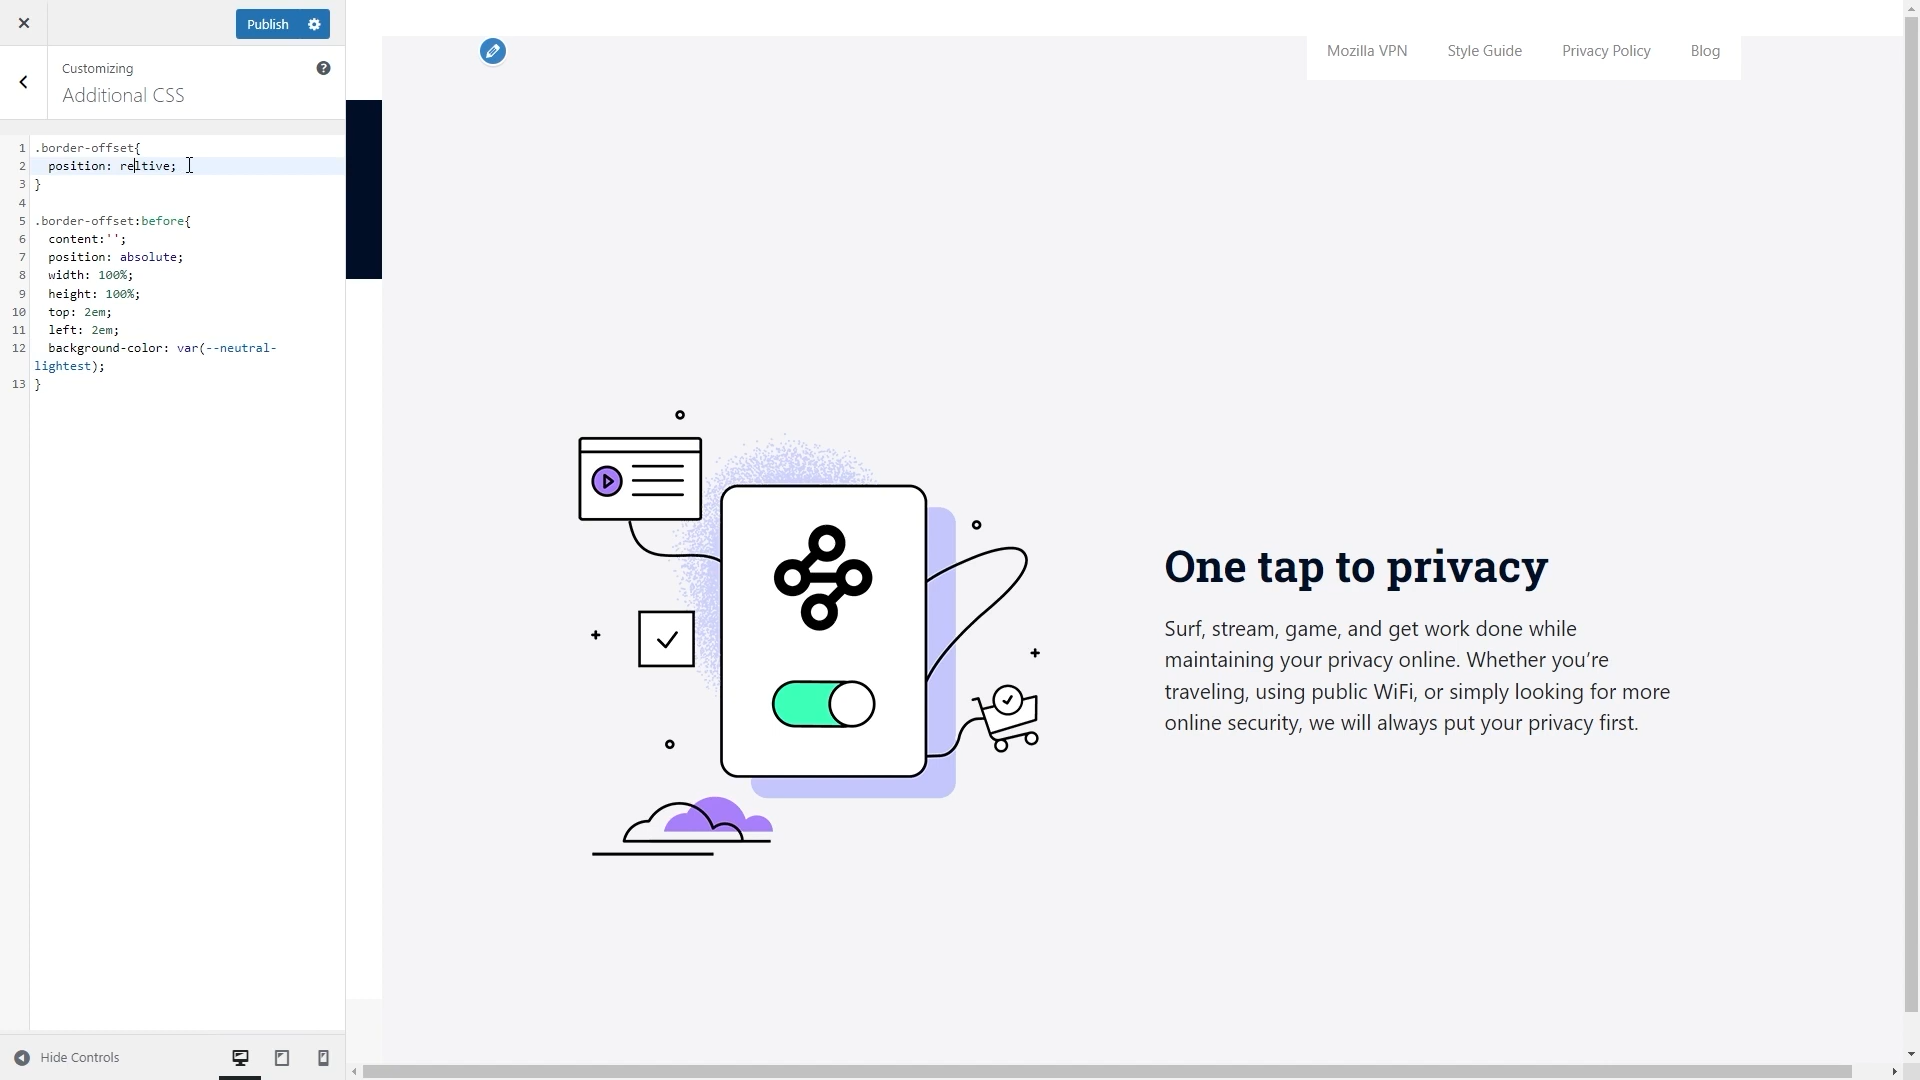 Publish
Customizing
Additional CSS
1 .border-offset{
2 position: reltive;
3 }
4
5 .border-offset:before{
6 content:'';
7 position: absolute;
8 width: 100%;
9 height: 100%;
10 top: 2em;
11 left: 2em;
12 background-color: var(--neutral-
lightest);
13 }
Hide Controls
Mozilla VPN Style Guide Privacy Policy Blog
One tap to privacy
Surf, stream, game, and get work done while
maintaining your privacy online. Whether you’re
traveling, using public WiFi, or simply looking for more
online security, we will always put your privacy first.